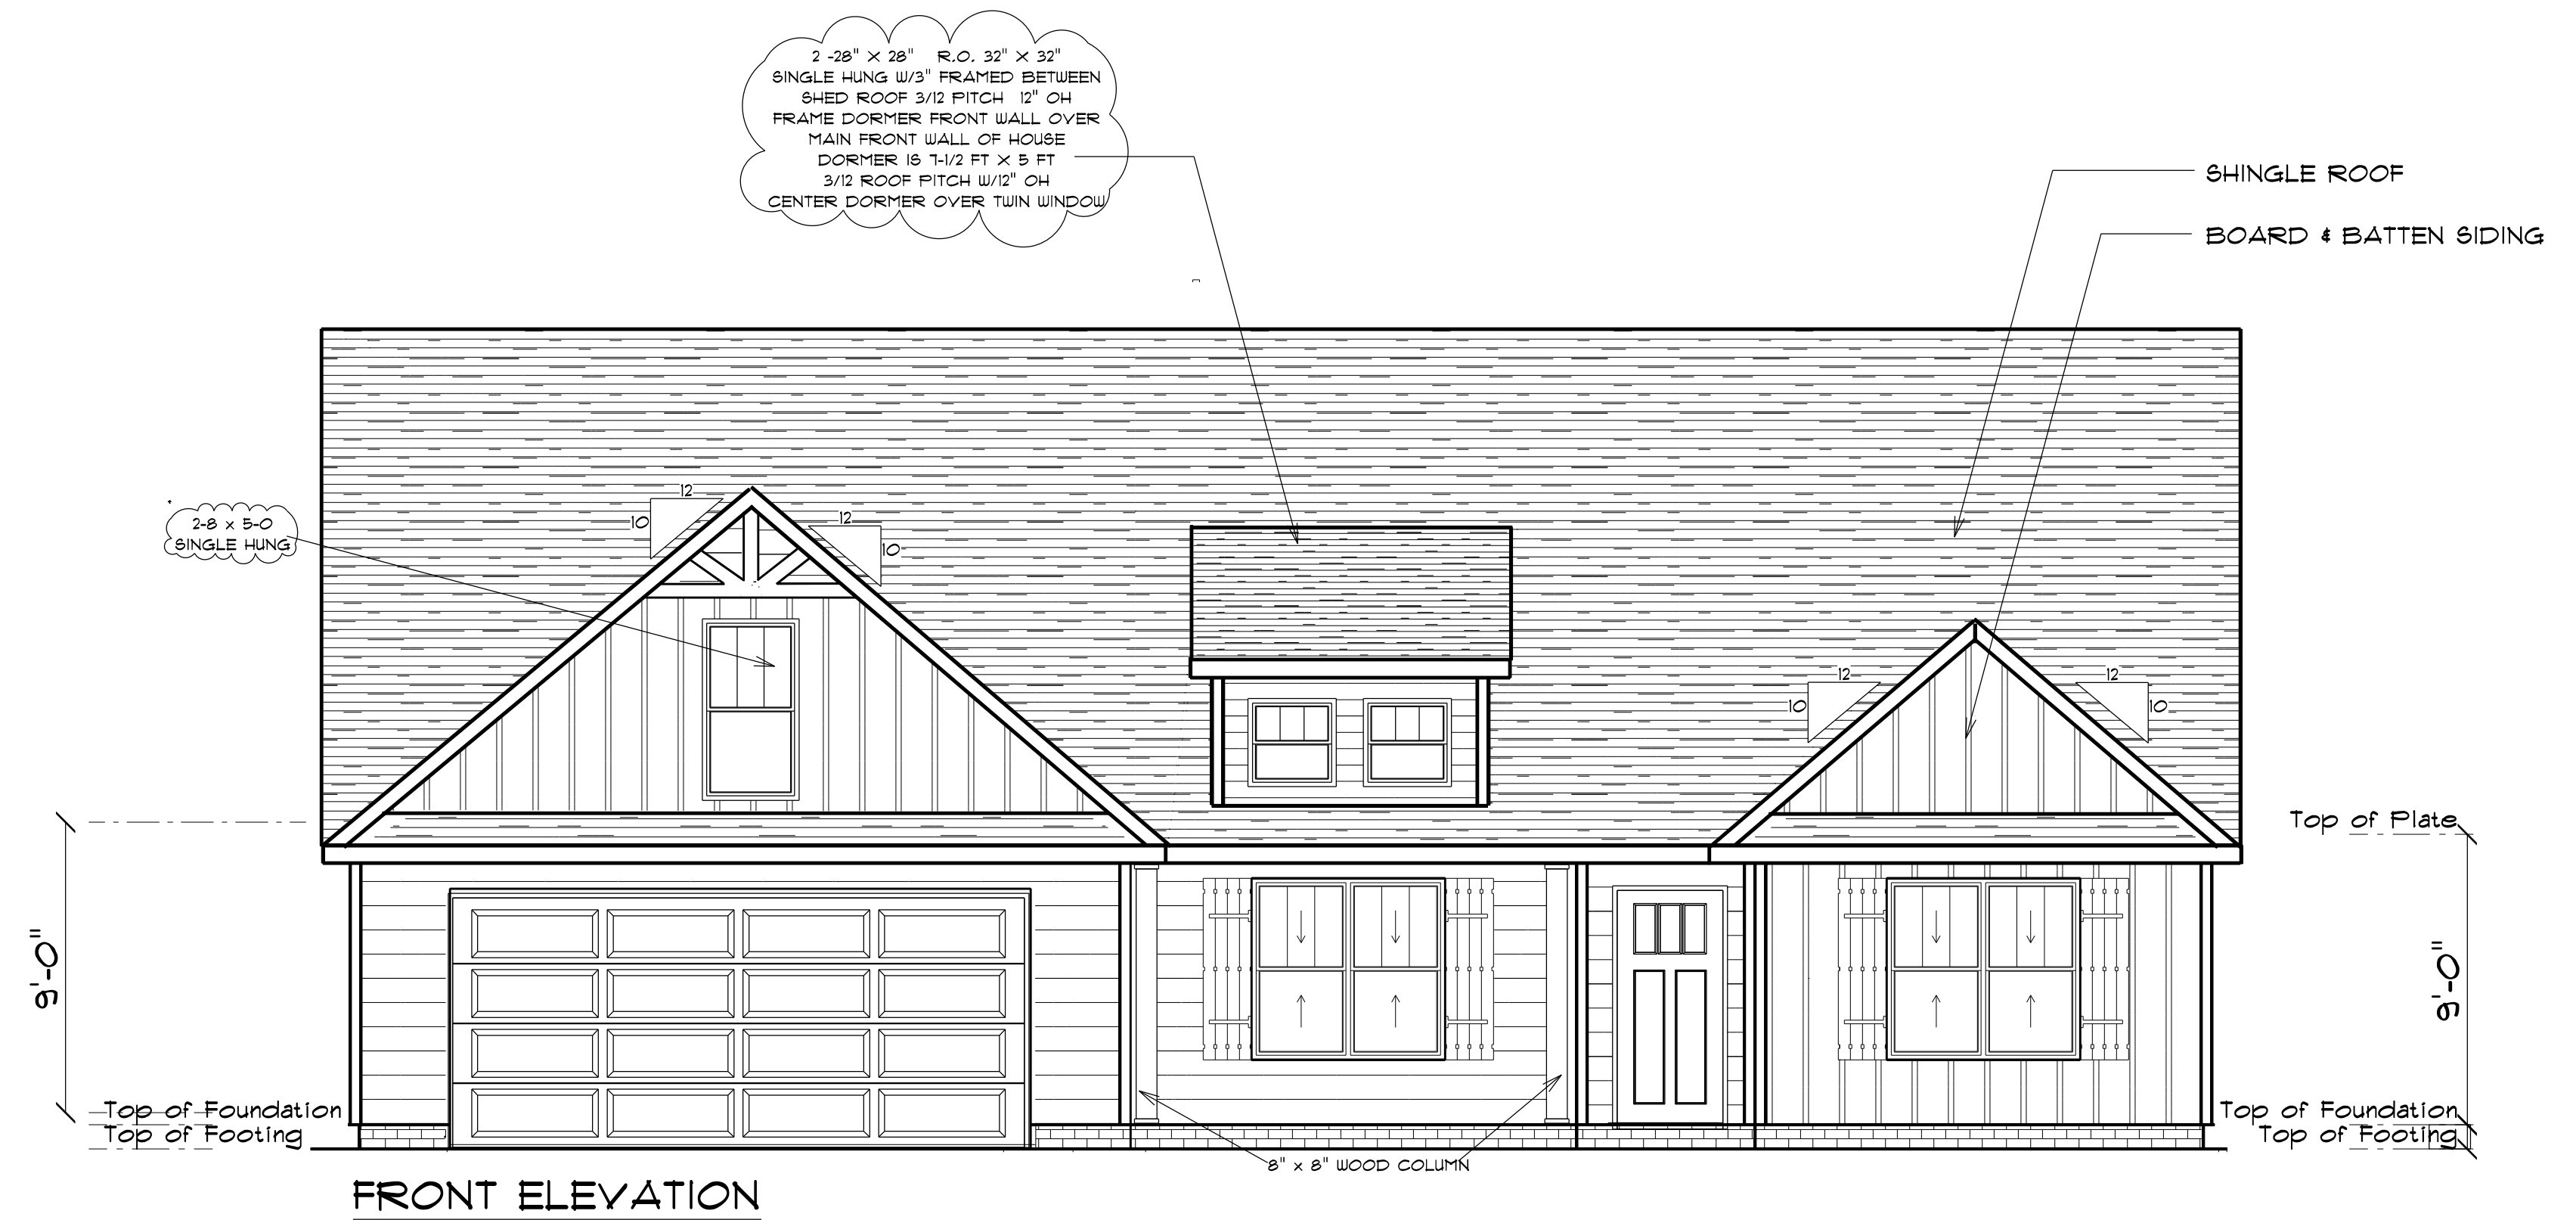 2 -28" X 28" R.O. 32" X 32"
SINGLE HUNG W/3" FRAMED BETWEEN
SHED ROOF 3/12 PITCH 12" OH
FRAME DORMER FRONT WALL OVER
MAIN FRONT WALL OF HOUSE
DORMER IS 7-1/2 FT X 5 FT
3/12 ROOF PITCH W/12" OH
CENTER DORMER OVER TWIN WINDOW
SHINGLE ROOF
BOARD & BATTEN SIDING
2-8 x 5-0
SINGLE HUNG
12
10
12
10
12
10
12
10
Top of Plate
9'-0"
9'-0"
Top of Foundation
Top of Footing
Top of Foundation
Top of Footing
8" x 8" WOOD COLUMN
FRONT ELEVATION